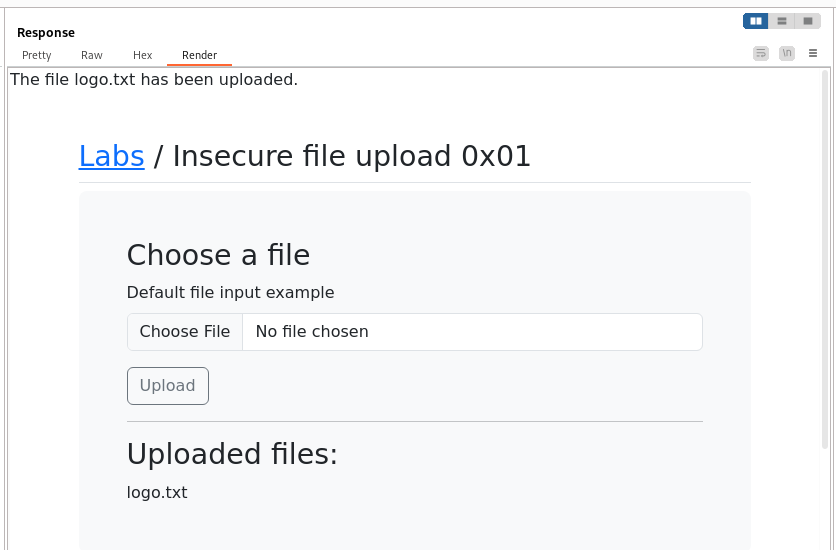 Response
Pretty Raw Hex Render
\n
The file logo.txt has been uploaded.
Labs / Insecure file upload 0x01
Choose a file
Default file input example
Choose File No file chosen
Upload
Uploaded files:
logo.txt